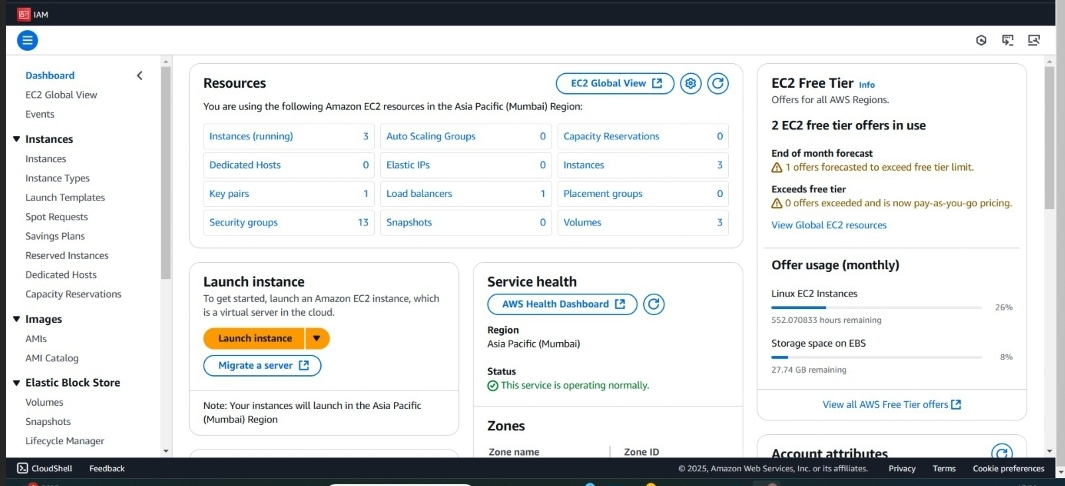 IAM
Dashboard
EC2 Global View
Events
Instances
Instances
Instance Types
Launch Templates
Spot Requests
Savings Plans
Reserved Instances
Dedicated Hosts
Capacity Reservations
Images
AMIs
AMI Catalog
Elastic Block Store
Volumes
Snapshots
Lifecycle Manager
Resources
EC2 Global View
You are using the following Amazon EC2 resources in the Asia Pacific (Mumbai) Region:
Instances (running) 3 Auto Scaling Groups 0 Capacity Reservations 0
Dedicated Hosts 0 Elastic IPs 0 Instances 3
Key pairs 1 Load balancers 1 Placement groups 0
Security groups 13 Snapshots 0 Volumes 3
Launch instance
To get started, launch an Amazon EC2 instance, which
is a virtual server in the cloud.
Launch instance
Migrate a server
Note: Your instances will launch in the Asia Pacific
(Mumbai) Region
Service health
AWS Health Dashboard
Region
Asia Pacific (Mumbai)
Status
This service is operating normally.
Zones
Zone name Zone ID
EC2 Free Tier Info
Offers for all AWS Regions.
2 EC2 free tier offers in use
End of month forecast
1 offers forecasted to exceed free tier limit.
Exceeds free tier
0 offers exceeded and is now pay-as-you-go pricing.
View Global EC2 resources
Offer usage (monthly)
Linux EC2 Instances
26%
552.070833 hours remaining
Storage space on EBS
8%
27.74 GB remaining
View all AWS Free Tier offers
Account attributes
CloudShell Feedback © 2025, Amazon Web Services, Inc. or its affiliates. Privacy Terms Cookie preferences